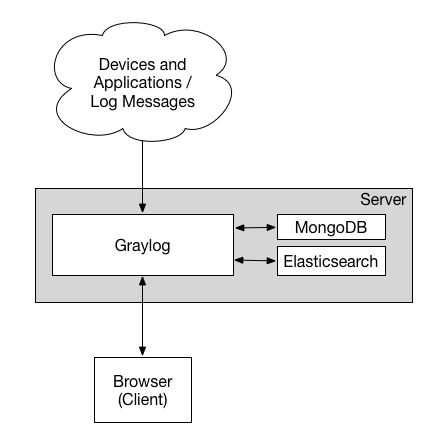 Devices and
Applications /
Log Messages
Server
Graylog
MongoDB
Elasticsearch
Browser
(Client)